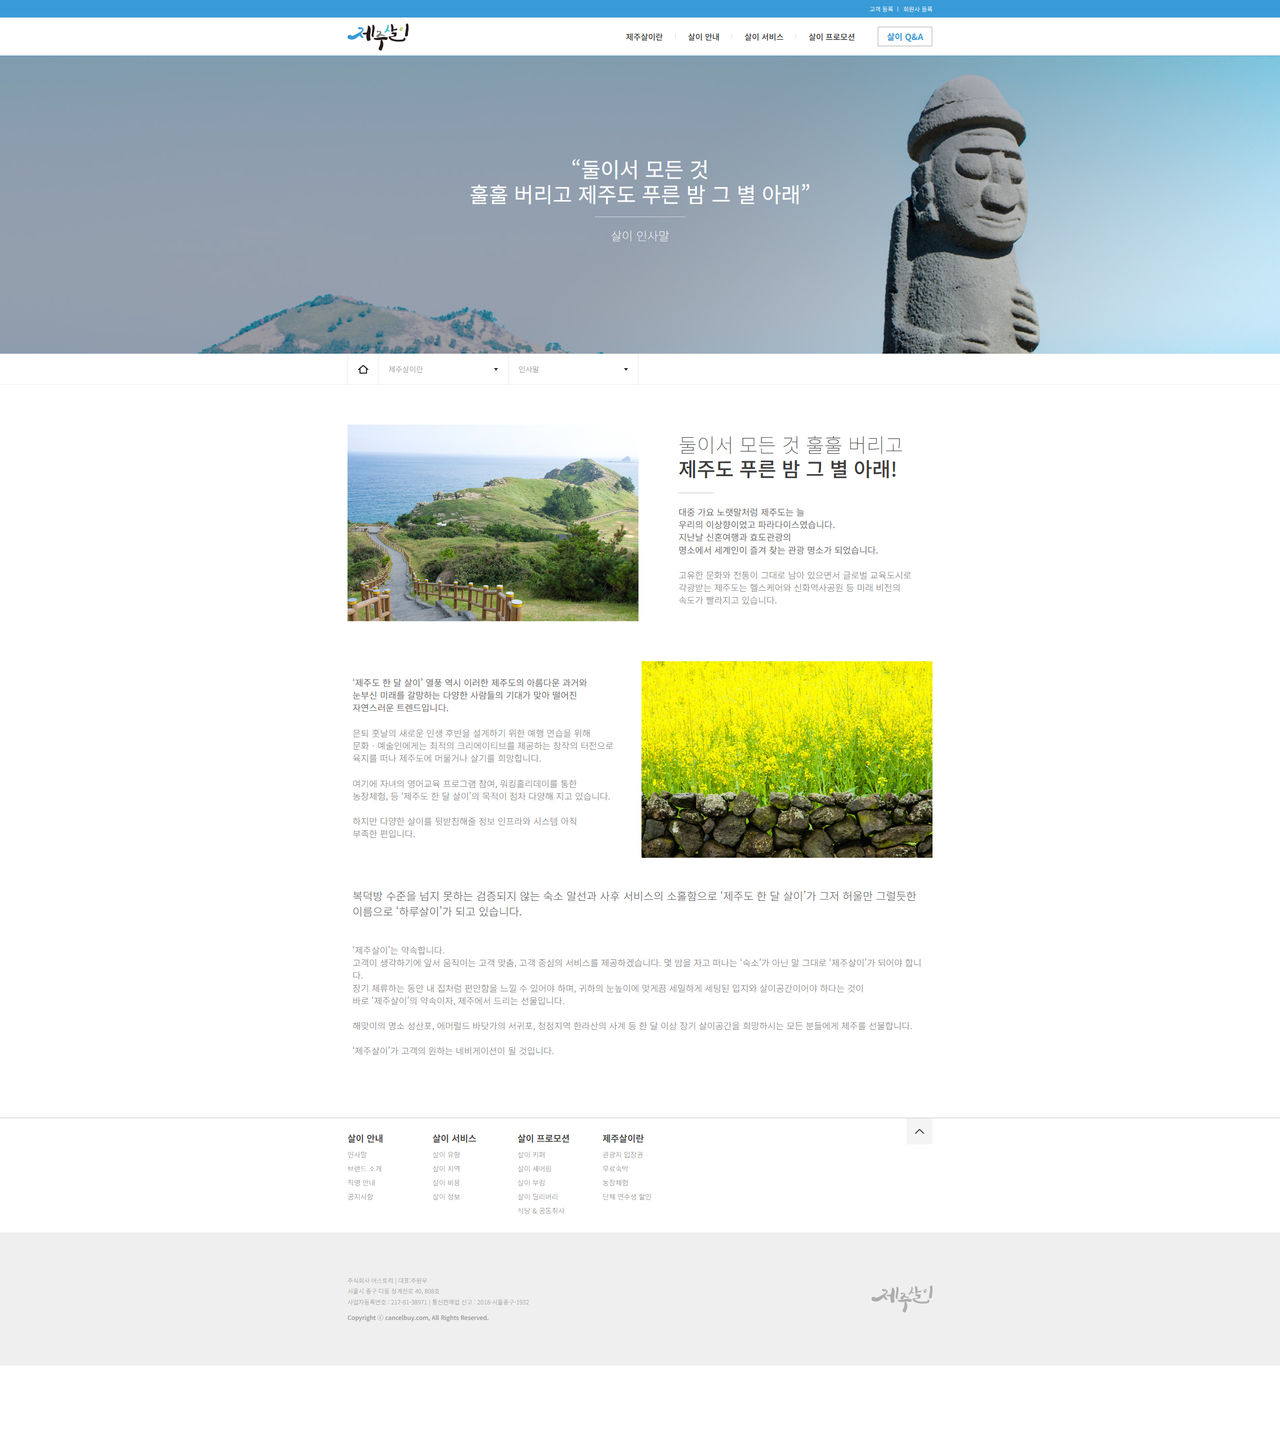 고객 등록 | 회원사 등록
제주살이
제주살이란
살이 안내
살이 서비스
살이 프로모션
살이 Q&A
“둘이서 모든 것
훌훌 버리고 제주도 푸른 밤 그 별 아래”
살이 인사말
제주살이란
인사말
둘이서 모든 것 훌훌 버리고
제주도 푸른 밤 그 별 아래!
대중 가요 노랫말처럼 제주도는 늘
우리의 이상향이었고 파라다이스였습니다.
지난날 신혼여행과 효도관광의
명소에서 세계인이 즐겨 찾는 관광 명소가 되었습니다.
고유한 문화와 전통이 그대로 남아 있으면서 글로벌 교육도시로
각광받는 제주도는 헬스케어와 신화역사공원 등 미래 비전의
속도가 빨라지고 있습니다.
‘제주도 한 달 살이’ 열풍 역시 이러한 제주도의 아름다운 과거와
눈부신 미래를 갈망하는 다양한 사람들의 기대가 맞아 떨어진
자연스러운 트렌드입니다.
은퇴 훗날의 새로운 인생 후반을 설계하기 위한 예행 연습을 위해
문화 · 예술인에게는 최적의 크리에이티브를 제공하는 창작의 터전으로
육지를 떠나 제주도에 머물거나 살기를 희망합니다.
여기에 자녀의 영어교육 프로그램 참여, 워킹홀리데이를 통한
농장체험, 등 ‘제주도 한 달 살이’의 목적이 점차 다양해 지고 있습니다.
하지만 다양한 살이를 뒷받침해줄 정보 인프라와 시스템 아직
부족한 편입니다.
복덕방 수준을 넘지 못하는 검증되지 않는 숙소 알선과 사후 서비스의 소홀함으로 ‘제주도 한 달 살이’가 그저 허울만 그럴듯한
이름으로 ‘하루살이’가 되고 있습니다.
‘제주살이’는 약속합니다.
고객이 생각하기에 앞서 움직이는 고객 맞춤, 고객 중심의 서비스를 제공하겠습니다. 몇 밤을 자고 떠나는 ‘숙소’가 아닌 말 그대로 ‘제주살이’가 되어야 합니
다.
장기 체류하는 동안 내 집처럼 편안함을 느낄 수 있어야 하며, 귀하의 눈높이에 맞게끔 세밀하게 세팅된 입지와 살이공간이어야 하다는 것이
바로 ‘제주살이’의 약속이자, 제주에서 드리는 선물입니다.
해맞이의 명소 성산포, 에머럴드 바닷가의 서귀포, 청정지역 한라산의 사계 등 한 달 이상 장기 살이공간을 희망하시는 모든 분들에게 제주를 선물합니다.
‘제주살이’가 고객의 원하는 네비게이션이 될 것입니다.
살이 안내
인사말
브랜드 소개
직영 안내
공지사항
살이 서비스
살이 유형
살이 지역
살이 비용
살이 정보
살이 프로모션
살이 키퍼
살이 셰어링
살이 부킹
살이 딜리버리
식당 & 공동취사
제주살이란
관광지 입장권
무료숙박
농장체험
단체 연수생 할인
주식회사 어스토리 | 대표:주원우
서울시 중구 다동 청계천로 40, 808호
사업자등록번호 : 217-81-38971 | 통신판매업 신고 : 2016-서울중구-1932
Copyright ⓒ cancelbuy.com, All Rights Reserved.
제주살이